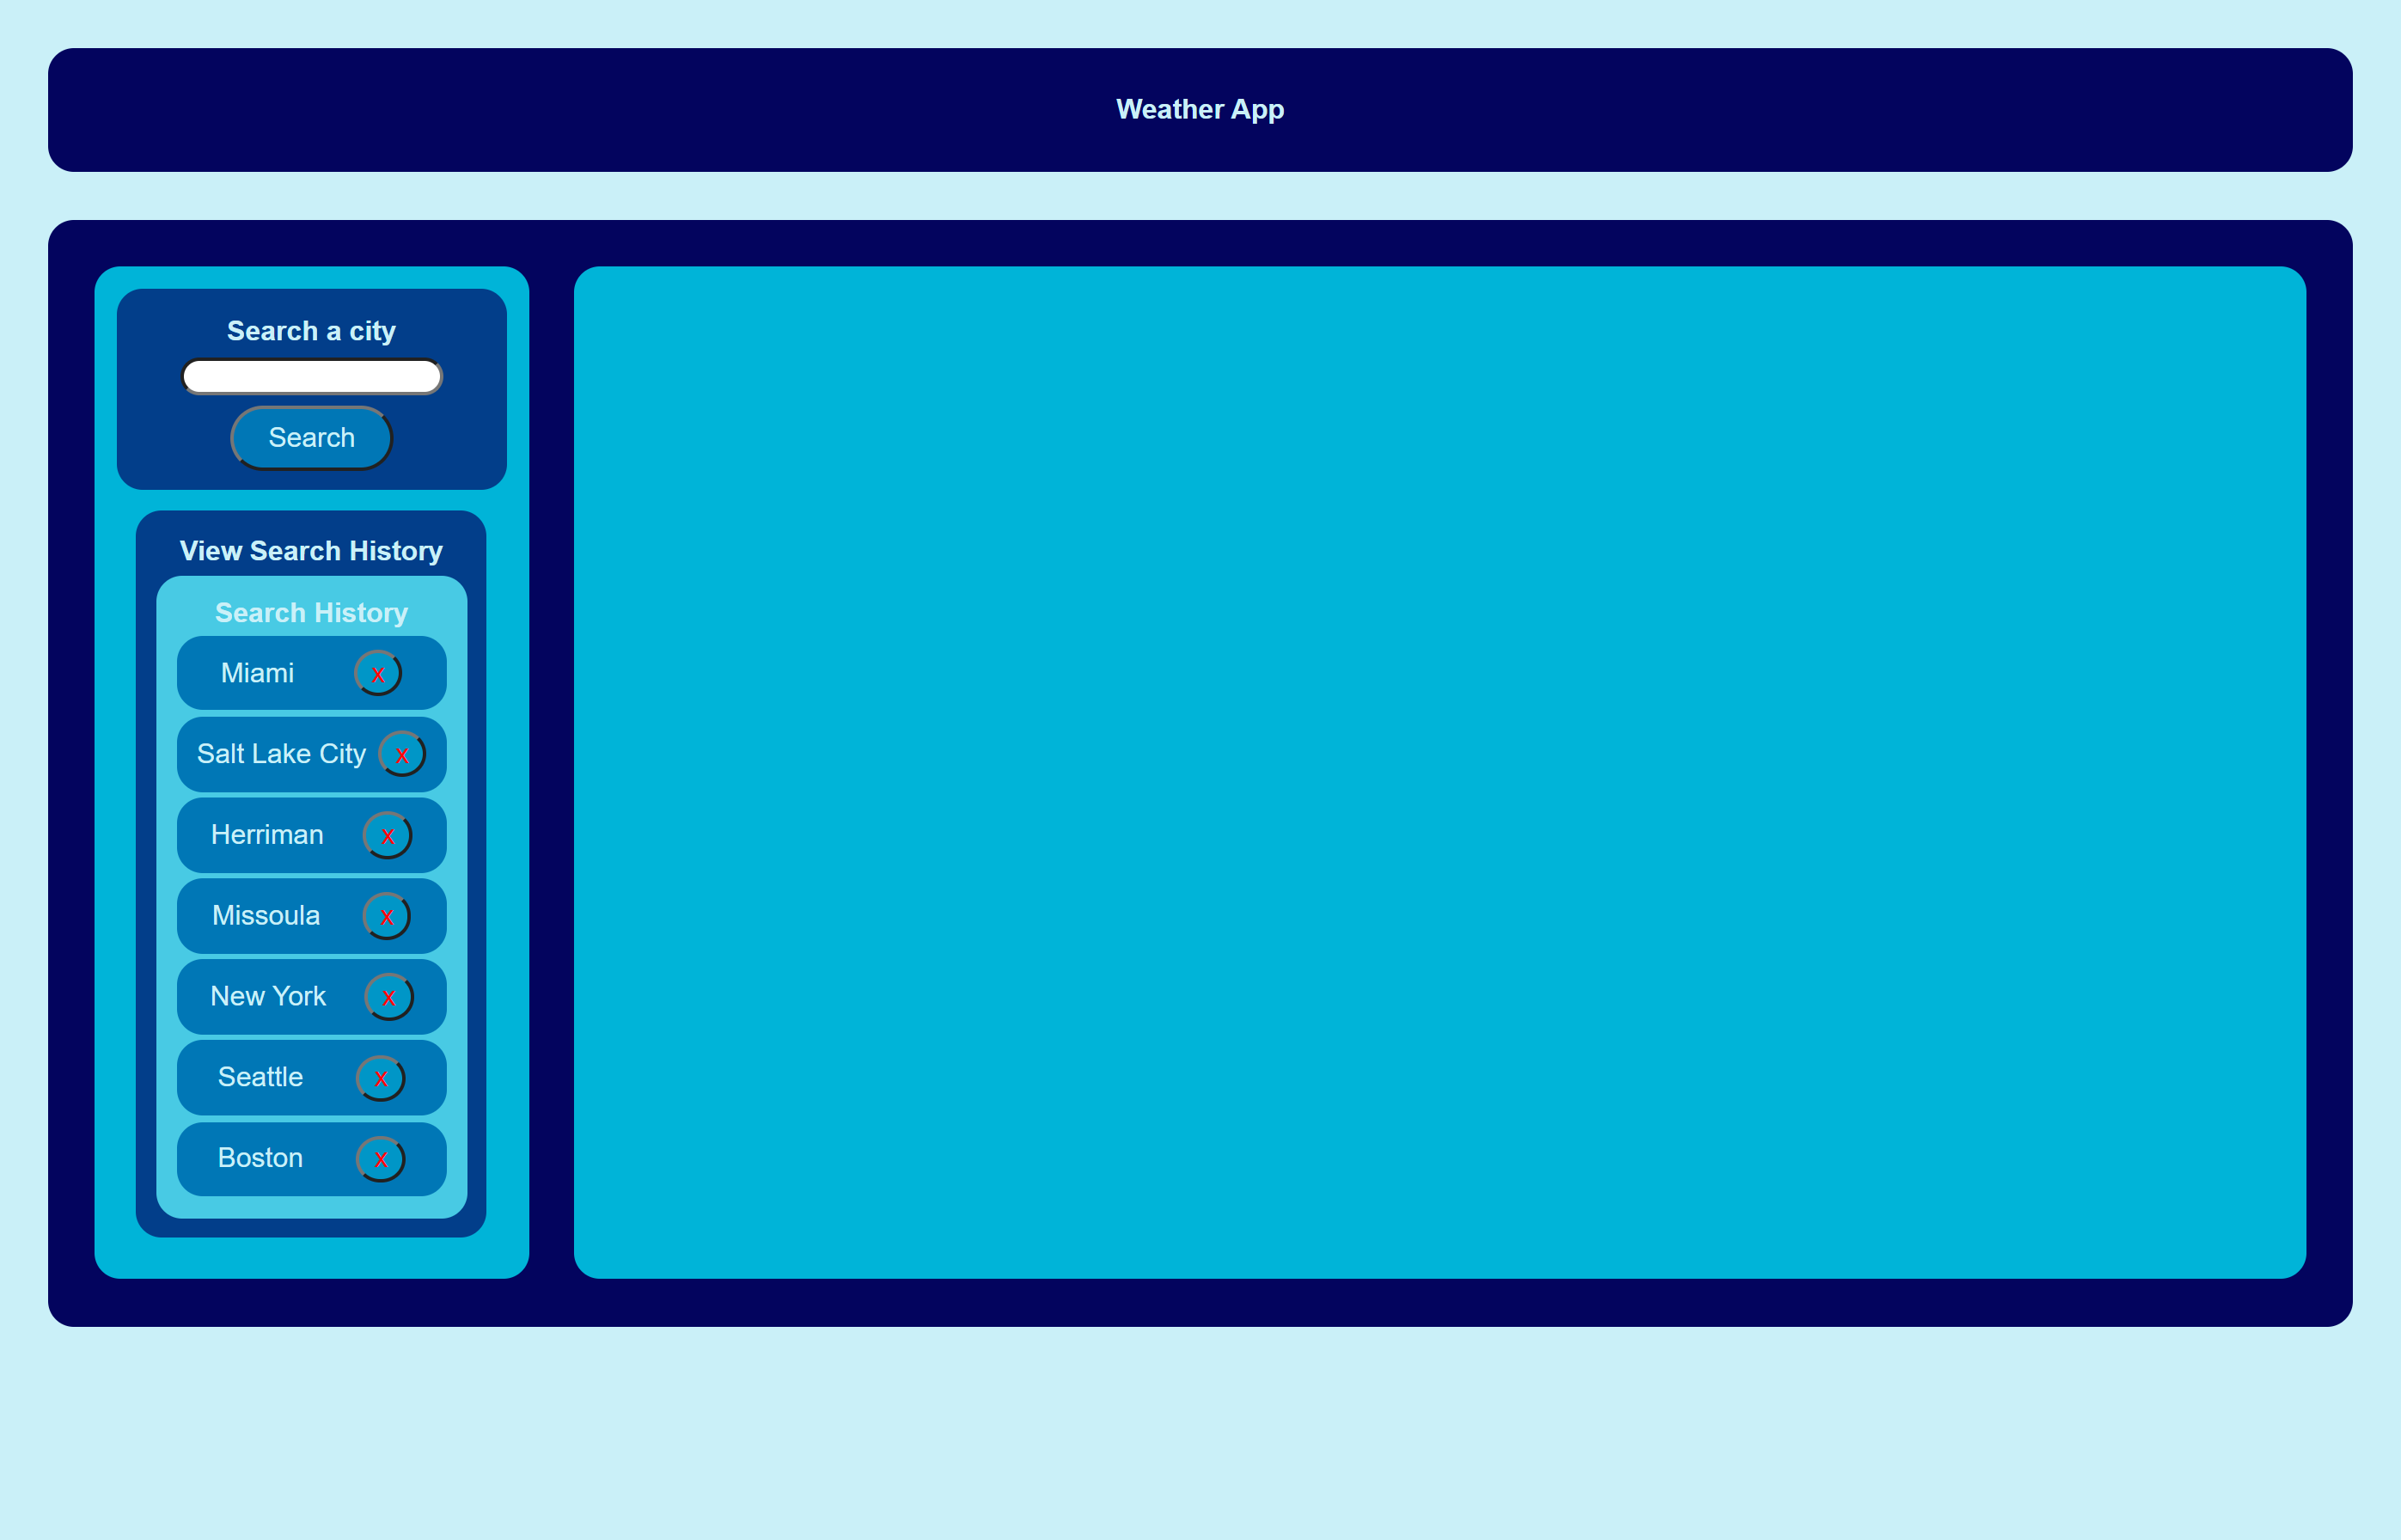 Weather App
Search a city
Search
View Search History
Search History
Miami x
Salt Lake City x
Herriman x
Missoula x
New York x
Seattle x
Boston x